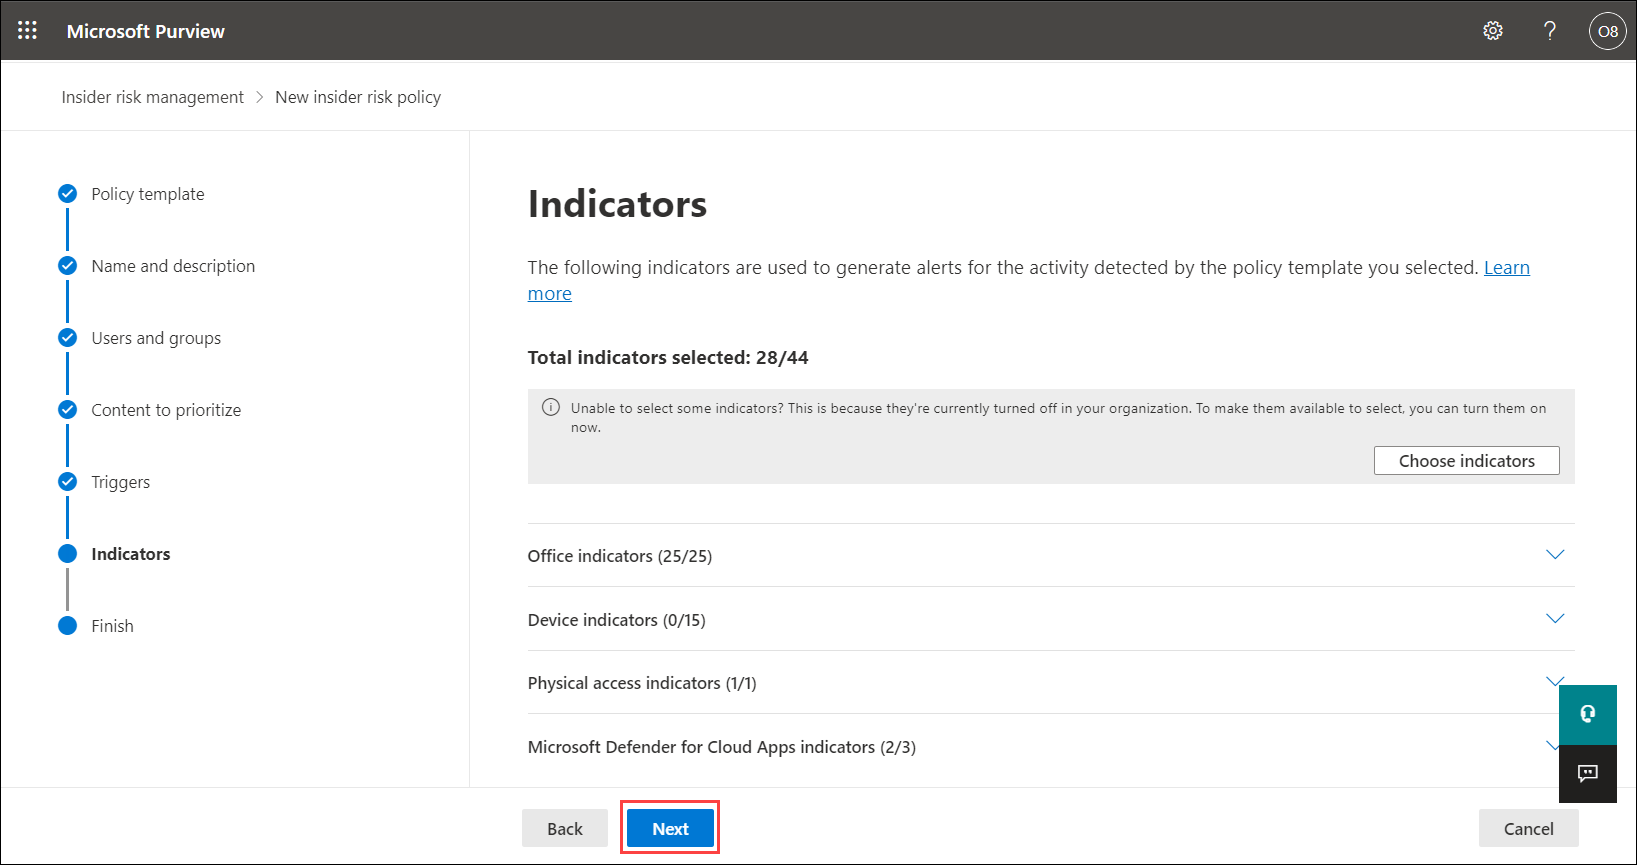 Microsoft Purview
?
O8
Insider risk management > New insider risk policy
Policy template
Name and description
Users and groups
Content to prioritize
Triggers
Indicators
Finish
Indicators
The following indicators are used to generate alerts for the activity detected by the policy template you selected. Learn
more
Total indicators selected: 28/44
Unable to select some indicators? This is because they're currently turned off in your organization. To make them available to select, you can turn them on
now.
Choose indicators
Office indicators (25/25)
Device indicators (0/15)
Physical access indicators (1/1)
Microsoft Defender for Cloud Apps indicators (2/3)
Back
Next
Cancel